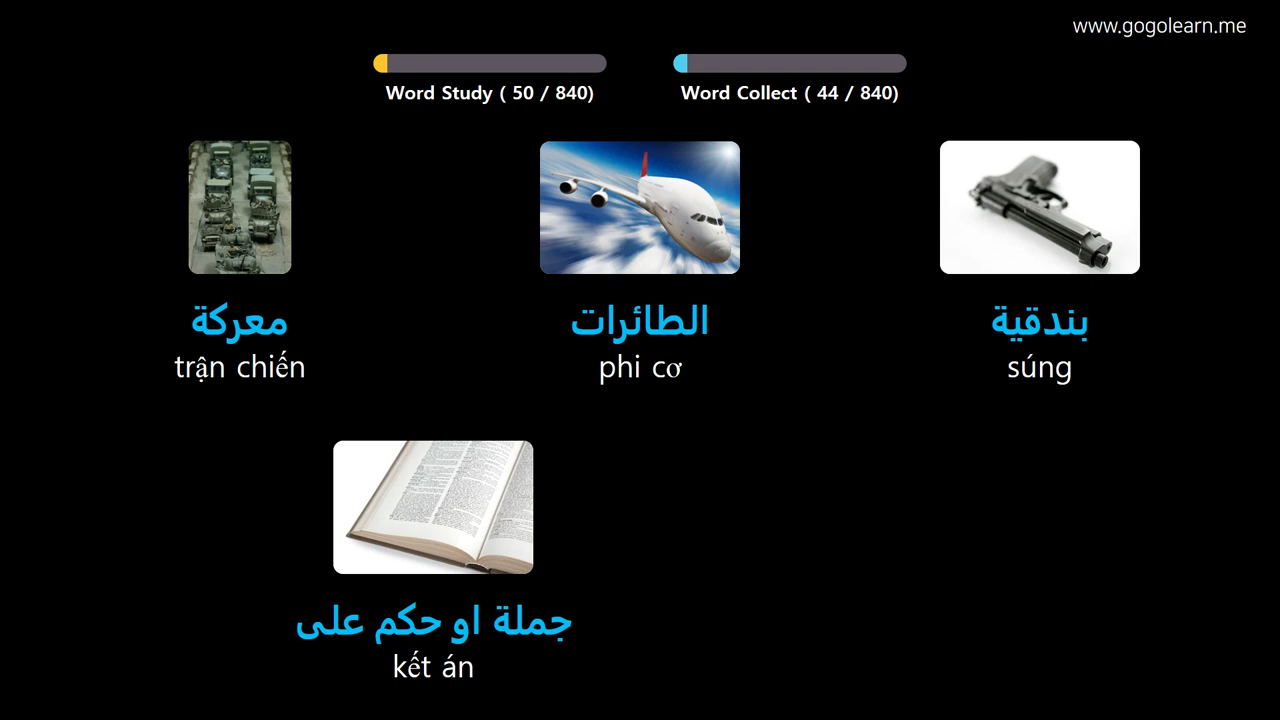 www.gogolearn.me
Word Study ( 50 / 840)
Word Collect ( 44 / 840)
معركة
trận chiến
الطائرات
phi cơ
بندقية
súng
جملة او حكم على
kết án